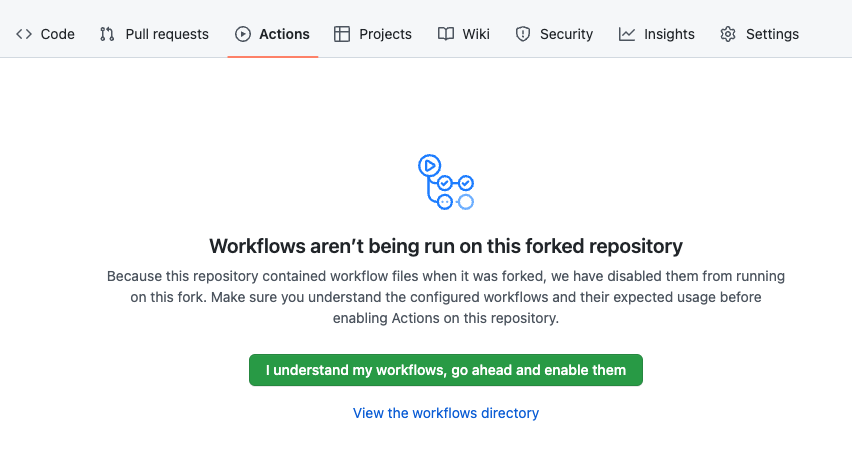 Code Pull requests Actions Projects Wiki Security Insights Settings
Workflows aren’t being run on this forked repository
Because this repository contained workflow files when it was forked, we have disabled them from running
on this fork. Make sure you understand the configured workflows and their expected usage before
enabling Actions on this repository.
I understand my workflows, go ahead and enable them
View the workflows directory